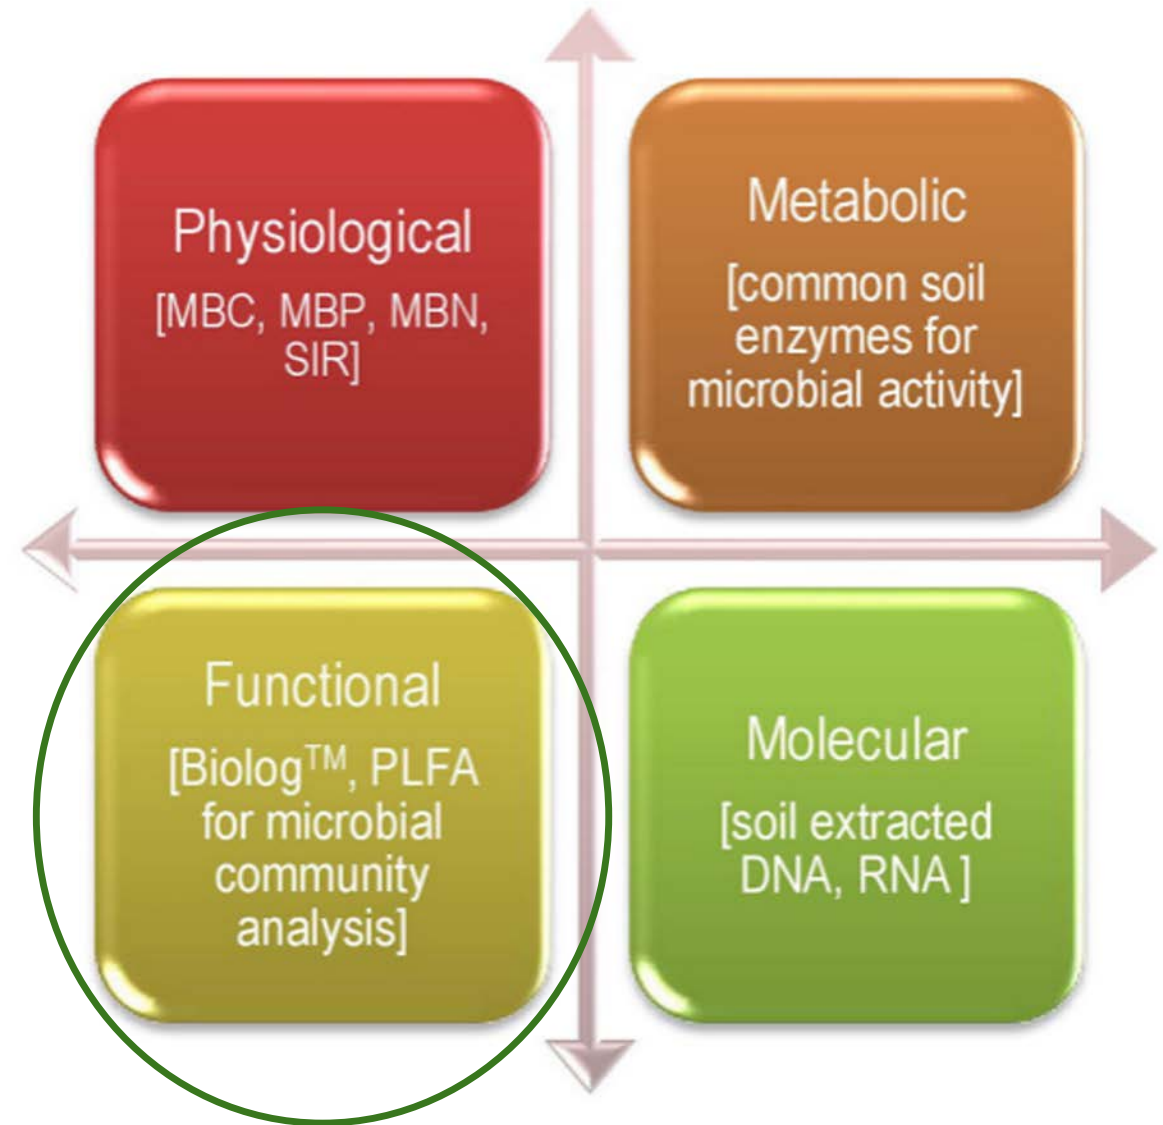 Physiological
[MBC, MBP, MBN,
SIR]
Metabolic
[common soil
enzymes for
microbial activity]
Functional
[Biolog™, PLFA
for microbial
community
analysis]
Molecular
[soil extracted
DNA, RNA ]